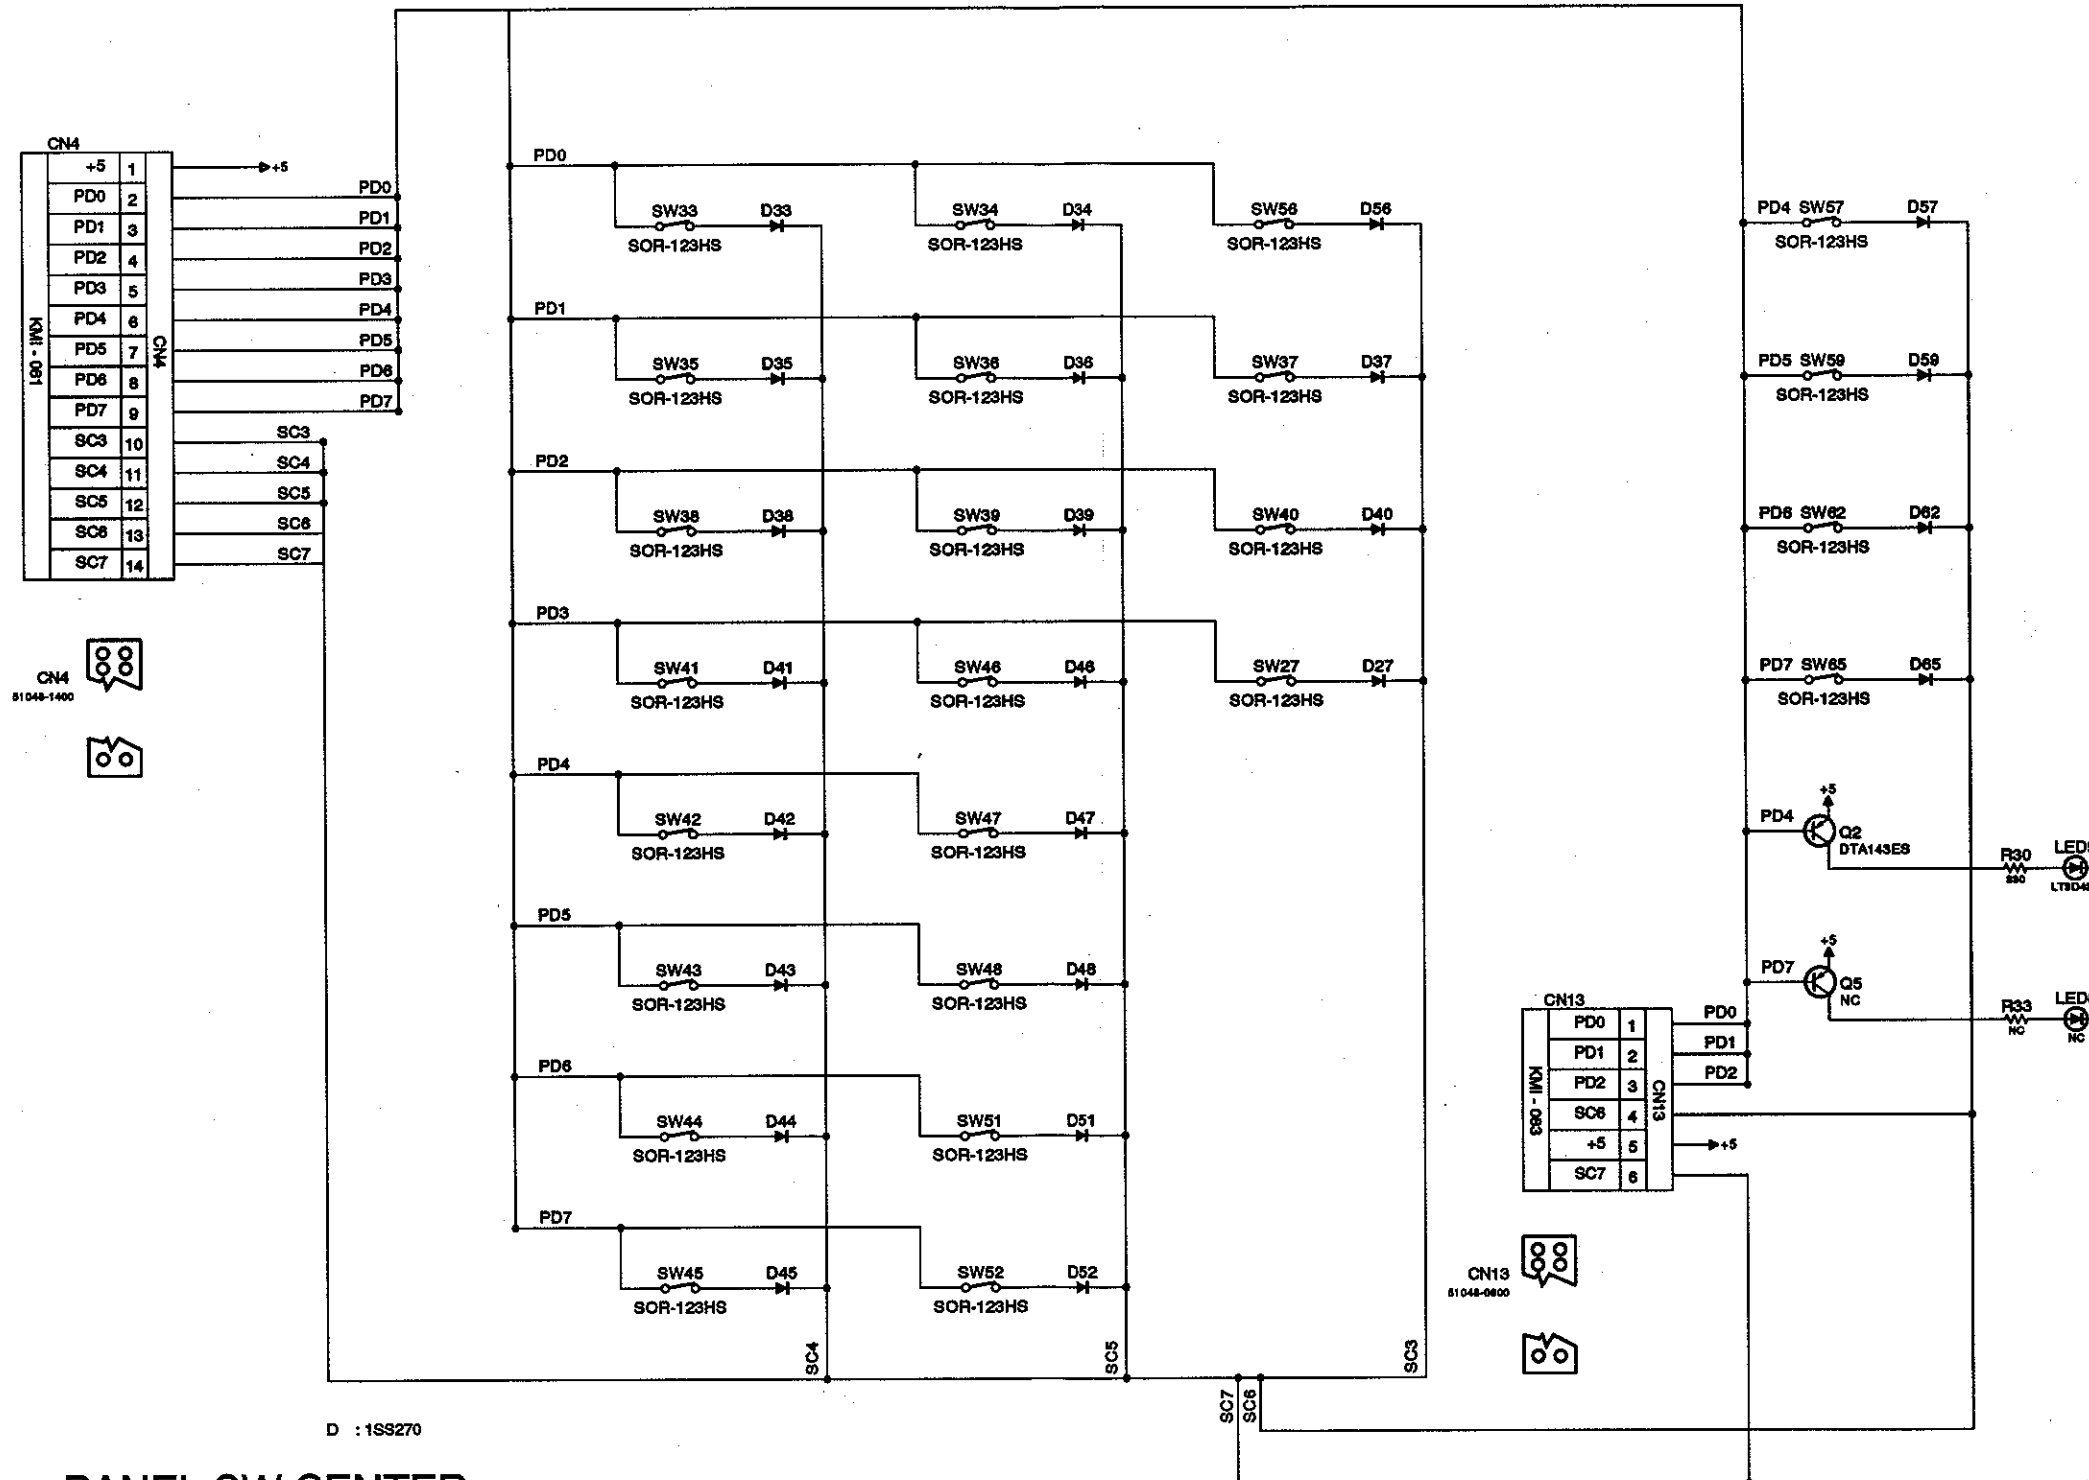 CN4
+5 1
PD0 2
PD1 3
PD2 4
PD3 5
PD4 6
PD5 7
PD6 8
PD7 9
SC3 10
SC4 11
SC5 12
SC6 13
SC7 14
KMI - 081
CN4
+5
PD0
PD1
PD2
PD3
PD4
PD5
PD6
PD7
SC3
SC4
SC5
SC6
SC7
CN4
51048-1400
PD0
SW33 D33 SW34 D34 SW56 D56
SOR-123HS SOR-123HS SOR-123HS
PD1
SW35 D35 SW36 D36 SW37 D37
SOR-123HS SOR-123HS SOR-123HS
PD2
SW38 D38 SW39 D39 SW40 D40
SOR-123HS SOR-123HS SOR-123HS
PD3
SW41 D41 SW46 D46 SW27 D27
SOR-123HS SOR-123HS SOR-123HS
PD4
SW42 D42 SW47 D47
SOR-123HS SOR-123HS
PD5
SW43 D43 SW48 D48
SOR-123HS SOR-123HS
PD6
SW44 D44 SW51 D51
SOR-123HS SOR-123HS
PD7
SW45 D45 SW52 D52
SOR-123HS SOR-123HS
SC4
SC5
SC3
SC7
SC6
PD4 SW57 D57
SOR-123HS
PD5 SW59 D59
SOR-123HS
PD6 SW62 D62
SOR-123HS
PD7 SW65 D65
SOR-123HS
+5
PD4
Q2
DTA143ES
R30
+5
PD7
Q5
NC
R33
NC
NC
CN13
PD0 1
PD1 2
PD2 3
SC6 4
+5 5
SC7 6
KMI - 083
CN13
PD0
PD1
PD2
+5
CN13
51048-0600
D : 1SS270
PANEL SW CENTER